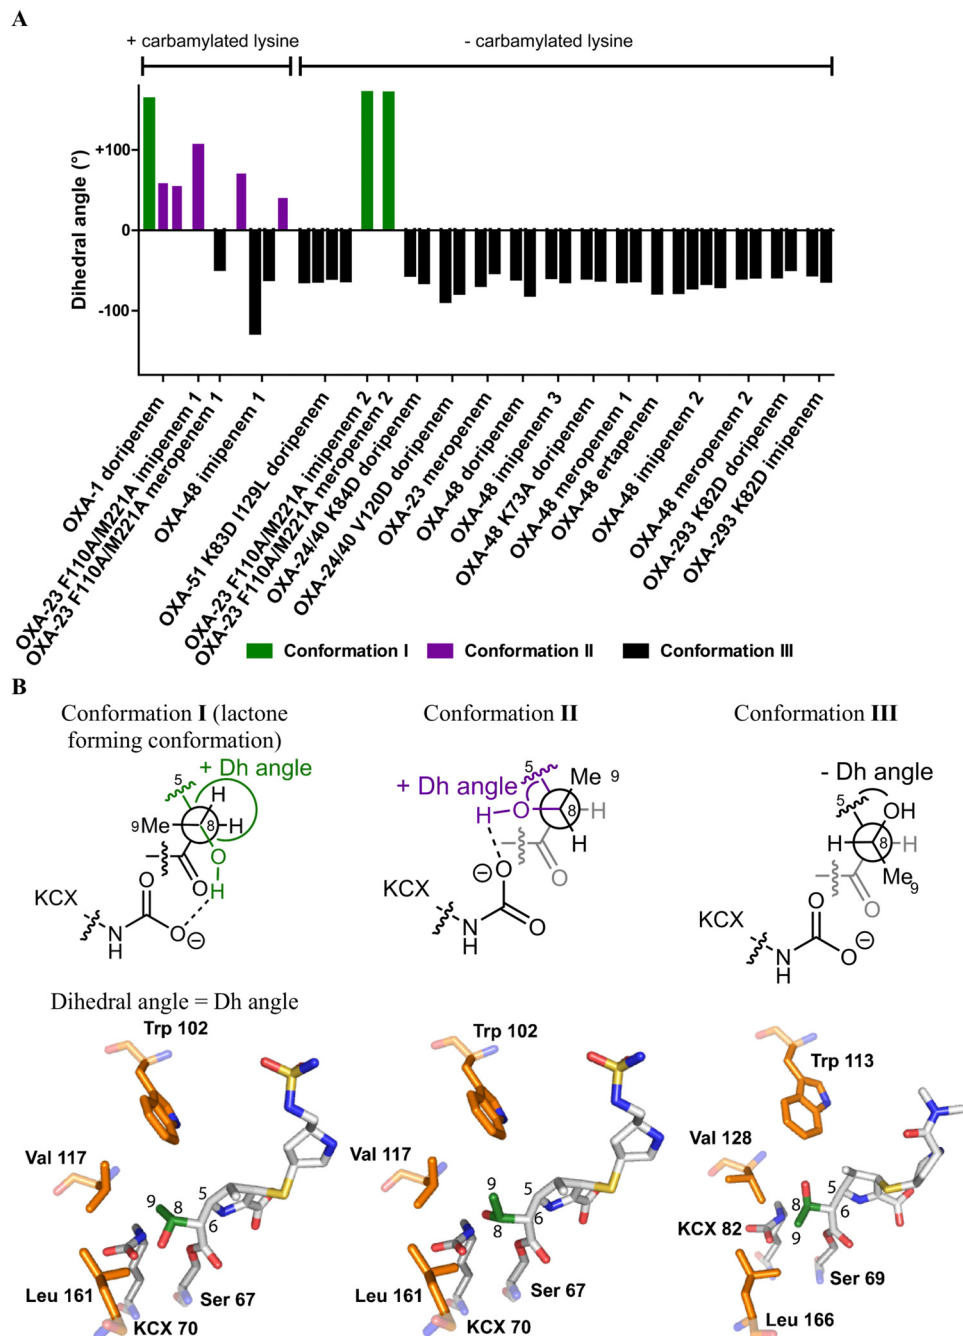 A
+ carbamylated lysine
- carbamylated lysine
Dihedral angle (°)
+100
0
-100
OXA-1 doripenem
OXA-23 F110A/M221A imipenem 1
OXA-23 F110A/M221A meropenem 1
OXA-48 imipenem 1
OXA-51 K83D I129L doripenem
OXA-23 F110A/M221A imipenem 2
OXA-23 F110A/M221A meropenem 2
OXA-24/40 K84D doripenem
OXA-24/40 V120D doripenem
OXA-23 meropenem
OXA-48 doripenem
OXA-48 imipenem 3
OXA-48 K73A doripenem
OXA-48 meropenem 1
OXA-48 ertapenem
OXA-48 imipenem 2
OXA-48 meropenem 2
OXA-293 K82D doripenem
OXA-293 K82D imipenem
Conformation I
Conformation II
Conformation III
B
Conformation I (lactone
forming conformation)
Conformation II
Conformation III
+ Dh angle
5
H
9Me
8
H
O
O
H
O
KCX
N
H
O
⊖
5
Me 9
+ Dh angle
H
O
8
H
H
O
⊖
O
KCX
N
H
O
- Dh angle
5
OH
H
8
H
Me9
O
O
KCX
N
H
O
⊖
Dihedral angle = Dh angle
Trp 102
Val 117
9
8
5
6
Leu 161
Ser 67
KCX 70
Trp 102
Val 117
9
5
8
6
Leu 161
Ser 67
KCX 70
Trp 113
Val 128
5
8
6
KCX 82
9
Ser 69
Leu 166